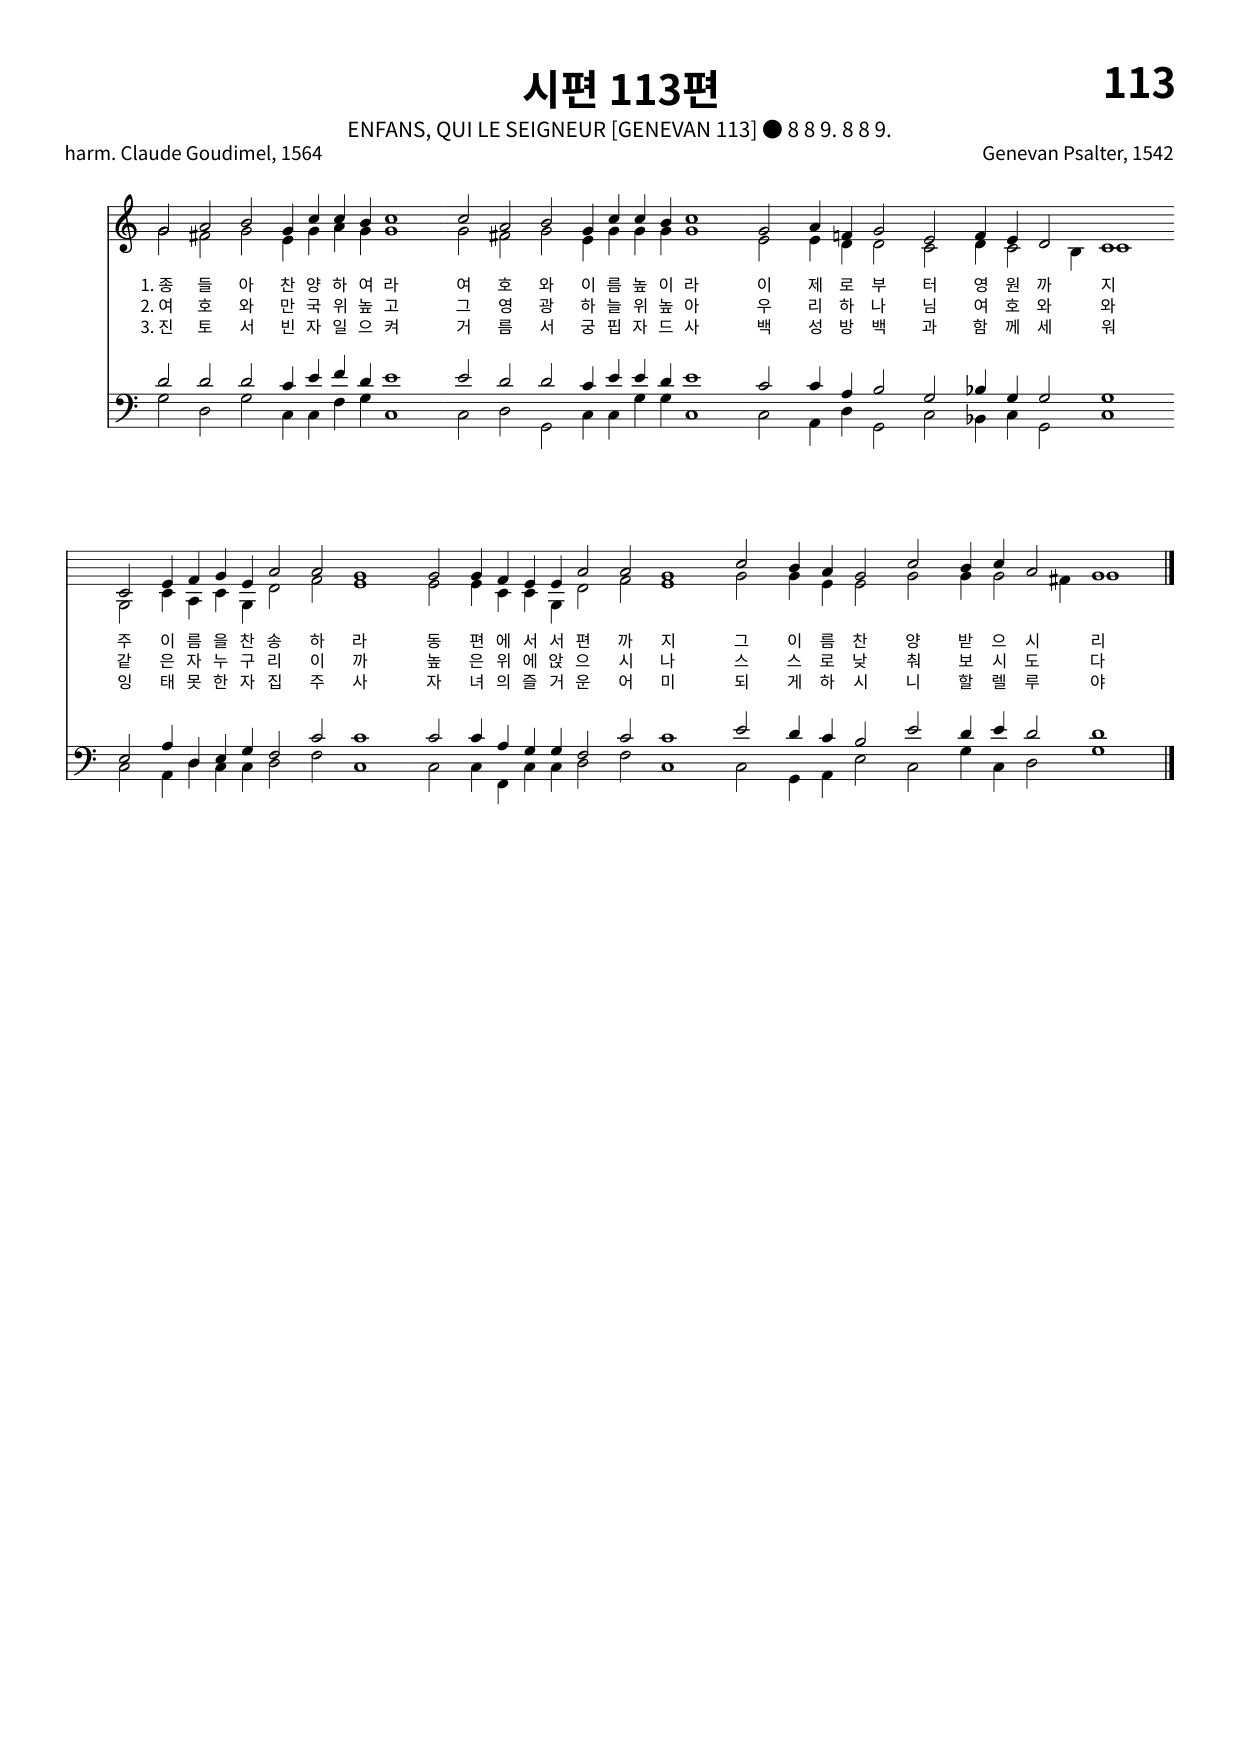 시편 113편
113
ENFANS, QUI LE SEIGNEUR [GENEVAN 113] ● 8 8 9. 8 8 9.
harm. Claude Goudimel, 1564
Genevan Psalter, 1542
1. 종 들 아 찬 양 하 여 라 여 호 와 이 름 높 이 라 이 제 로 부 터 영 원 까 지
2. 여 호 와 만 국 위 높 고 그 영 광 하 늘 위 높 아 우 리 하 나 님 여 호 와 와
3. 진 토 서 빈 자 일 으 켜 거 름 서 궁 핍 자 드 사 백 성 방 백 과 함 께 세 워
주 이 름 을 찬 송 하 라 동 편 에 서 서 편 까 지 그 이 름 찬 양 받 으 시 리
같 은 자 누 구 리 이 까 높 은 위 에 앉 으 시 나 스 스 로 낮 춰 보 시 도 다
잉 태 못 한 자 집 주 사 자 녀 의 즐 거 운 어 미 되 게 하 시 니 할 렐 루 야